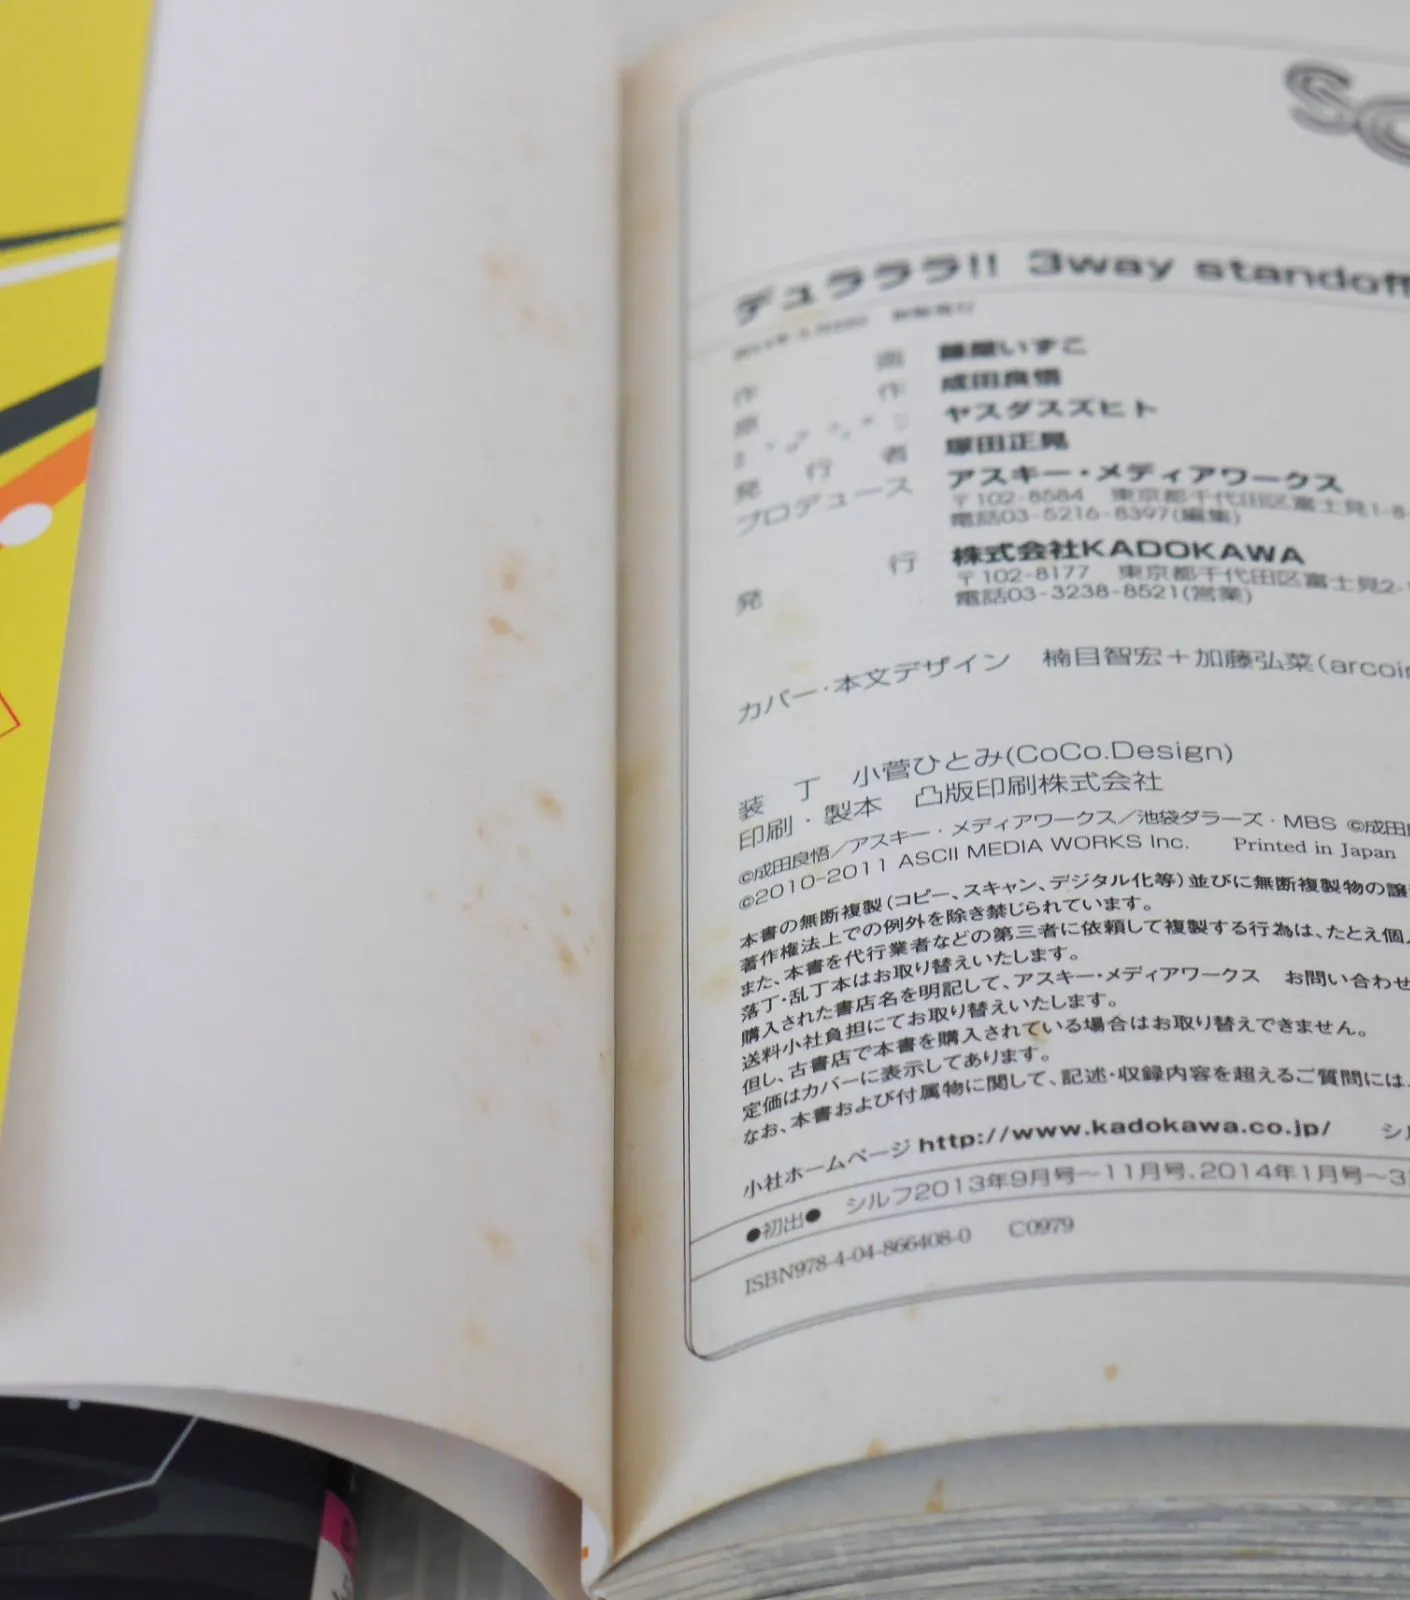 SC
デュラララ!! 3way standoff
作 画 藤屋いずこ
原 作 成田良悟
ヤスダスズヒト
発 行 者 塚田正晃
プロデュース アスキー・メディアワークス
〒102-8584 東京都千代田区富士見1-8-
電話03-5216-8397(編集)
発 行 株式会社KADOKAWA
〒102-8177 東京都千代田区富士見2-1
電話03-3238-8521(営業)
カバー・本文デザイン 楠目智宏+加藤弘菜(arcoin
装 丁 小菅ひとみ(CoCo.Design)
印刷・製本 凸版印刷株式会社
©成田良悟/アスキー・メディアワークス/池袋ダラーズ・MBS ©成田
©2010-2011 ASCII MEDIA WORKS Inc. Printed in Japan
本書の無断複製(コピー、スキャン、デジタル化等)並びに無断複製物の譲
著作権法上での例外を除き禁じられています。
また、本書を代行業者などの第三者に依頼して複製する行為は、たとえ個人
落丁・乱丁本はお取り替えいたします。
購入された書店名を明記して、アスキー・メディアワークス お問い合わせ
送料小社負担にてお取り替えいたします。
但し、古書店で本書を購入されている場合はお取り替えできません。
定価はカバーに表示してあります。
なお、本書および付属物に関して、記述・収録内容を超えるご質問には、
小社ホームページ http://www.kadokawa.co.jp/ シル
●初出● シルフ2013年9月号～11月号、2014年1月号～3
ISBN978-4-04-866408-0 C0979